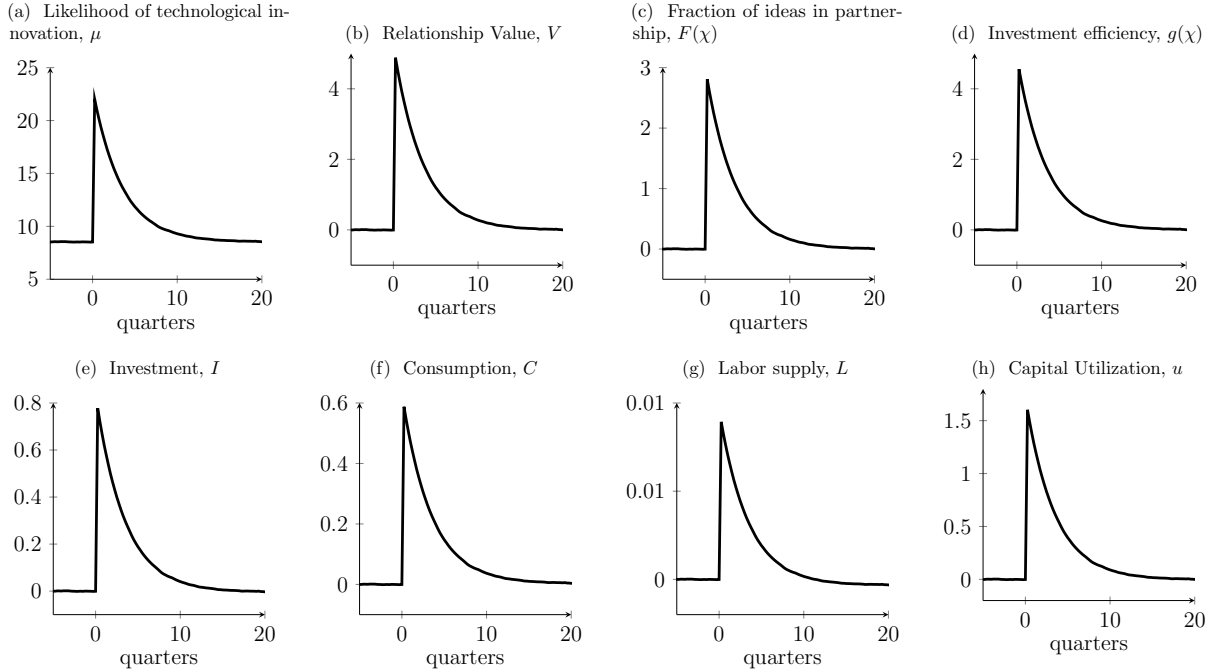 (a) Likelihood of technological in-
novation, μ
25
20
15
10
5
0 10 20
quarters
(b) Relationship Value, V
4
2
0
0 10 20
quarters
(c) Fraction of ideas in partner-
ship, F(χ)
3
2
1
0
0 10 20
quarters
(d) Investment efficiency, g(χ)
4
2
0
0 10 20
quarters
(e) Investment, I
0.8
0.6
0.4
0.2
0
0 10 20
quarters
(f) Consumption, C
0.6
0.4
0.2
0
0 10 20
quarters
(g) Labor supply, L
0.01
0.01
0
0 10 20
quarters
(h) Capital Utilization, u
1.5
1
0.5
0
0 10 20
quarters